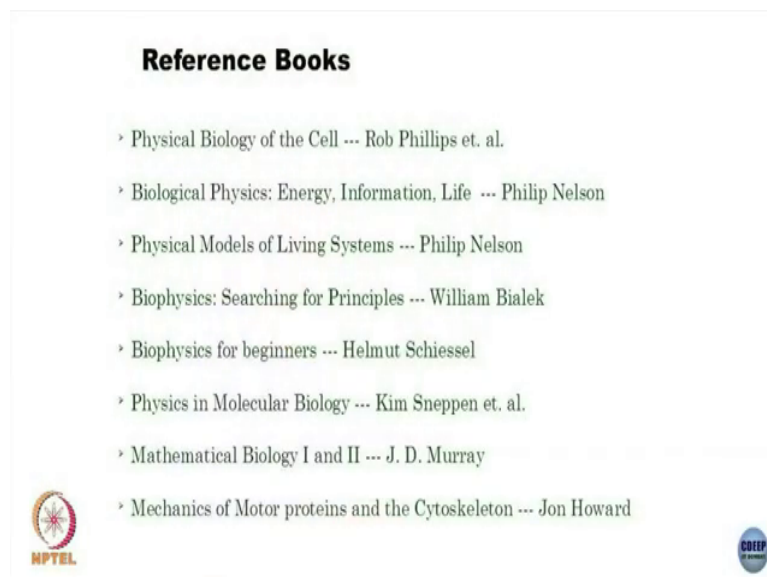 Reference Books
Physical Biology of the Cell --- Rob Phillips et. al.
Biological Physics: Energy, Information, Life --- Philip Nelson
Physical Models of Living Systems --- Philip Nelson
Biophysics: Searching for Principles --- William Bialek
Biophysics for beginners --- Helmut Schiessel
Physics in Molecular Biology --- Kim Sneppen et. al.
Mathematical Biology I and II --- J. D. Murray
Mechanics of Motor proteins and the Cytoskeleton --- Jon Howard
NPTEL
CDEEP
IIT BOMBAY